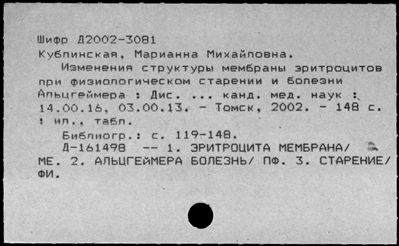 Шифр Д2002-3081
Кублинская, Марианна Михайловна.
Изменения структуры мембраны эритроцитов
при физиологическом старении и болезни
Альцгеймера : Дис. ... канд. мед. наук :
14.00.16, 03.00.13. - Томск, 2002. - 148 с.
: ил., табл.
Библиогр.: с. 119-148.
Д-161498 -- 1. ЭРИТРОЦИТА МЕМБРАНА/
МЕ. 2. АЛЬЦГЕЙМЕРА БОЛЕЗНЬ/ ПФ. 3. СТАРЕНИЕ/
ФИ.